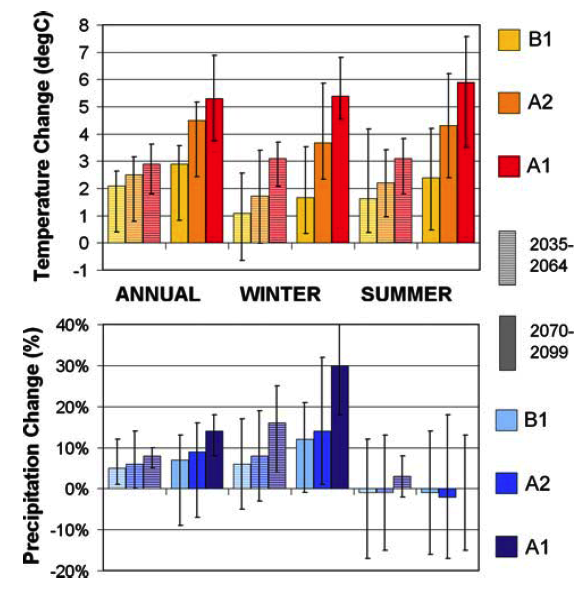 Temperature Change (degC)
8
7
6
5
4
3
2
1
0
-1
ANNUAL WINTER SUMMER
B1
A2
A1
2035-
2064
2070-
2099
Precipitation Change (%)
40%
30%
20%
10%
0%
-10%
-20%
B1
A2
A1